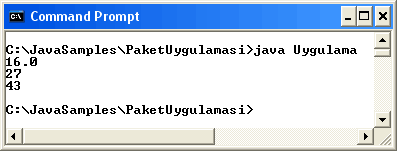 Command Prompt
C:\JavaSamples\PaketUygulamasi>java Uygulama
16.0
27
43
C:\JavaSamples\PaketUygulamasi>